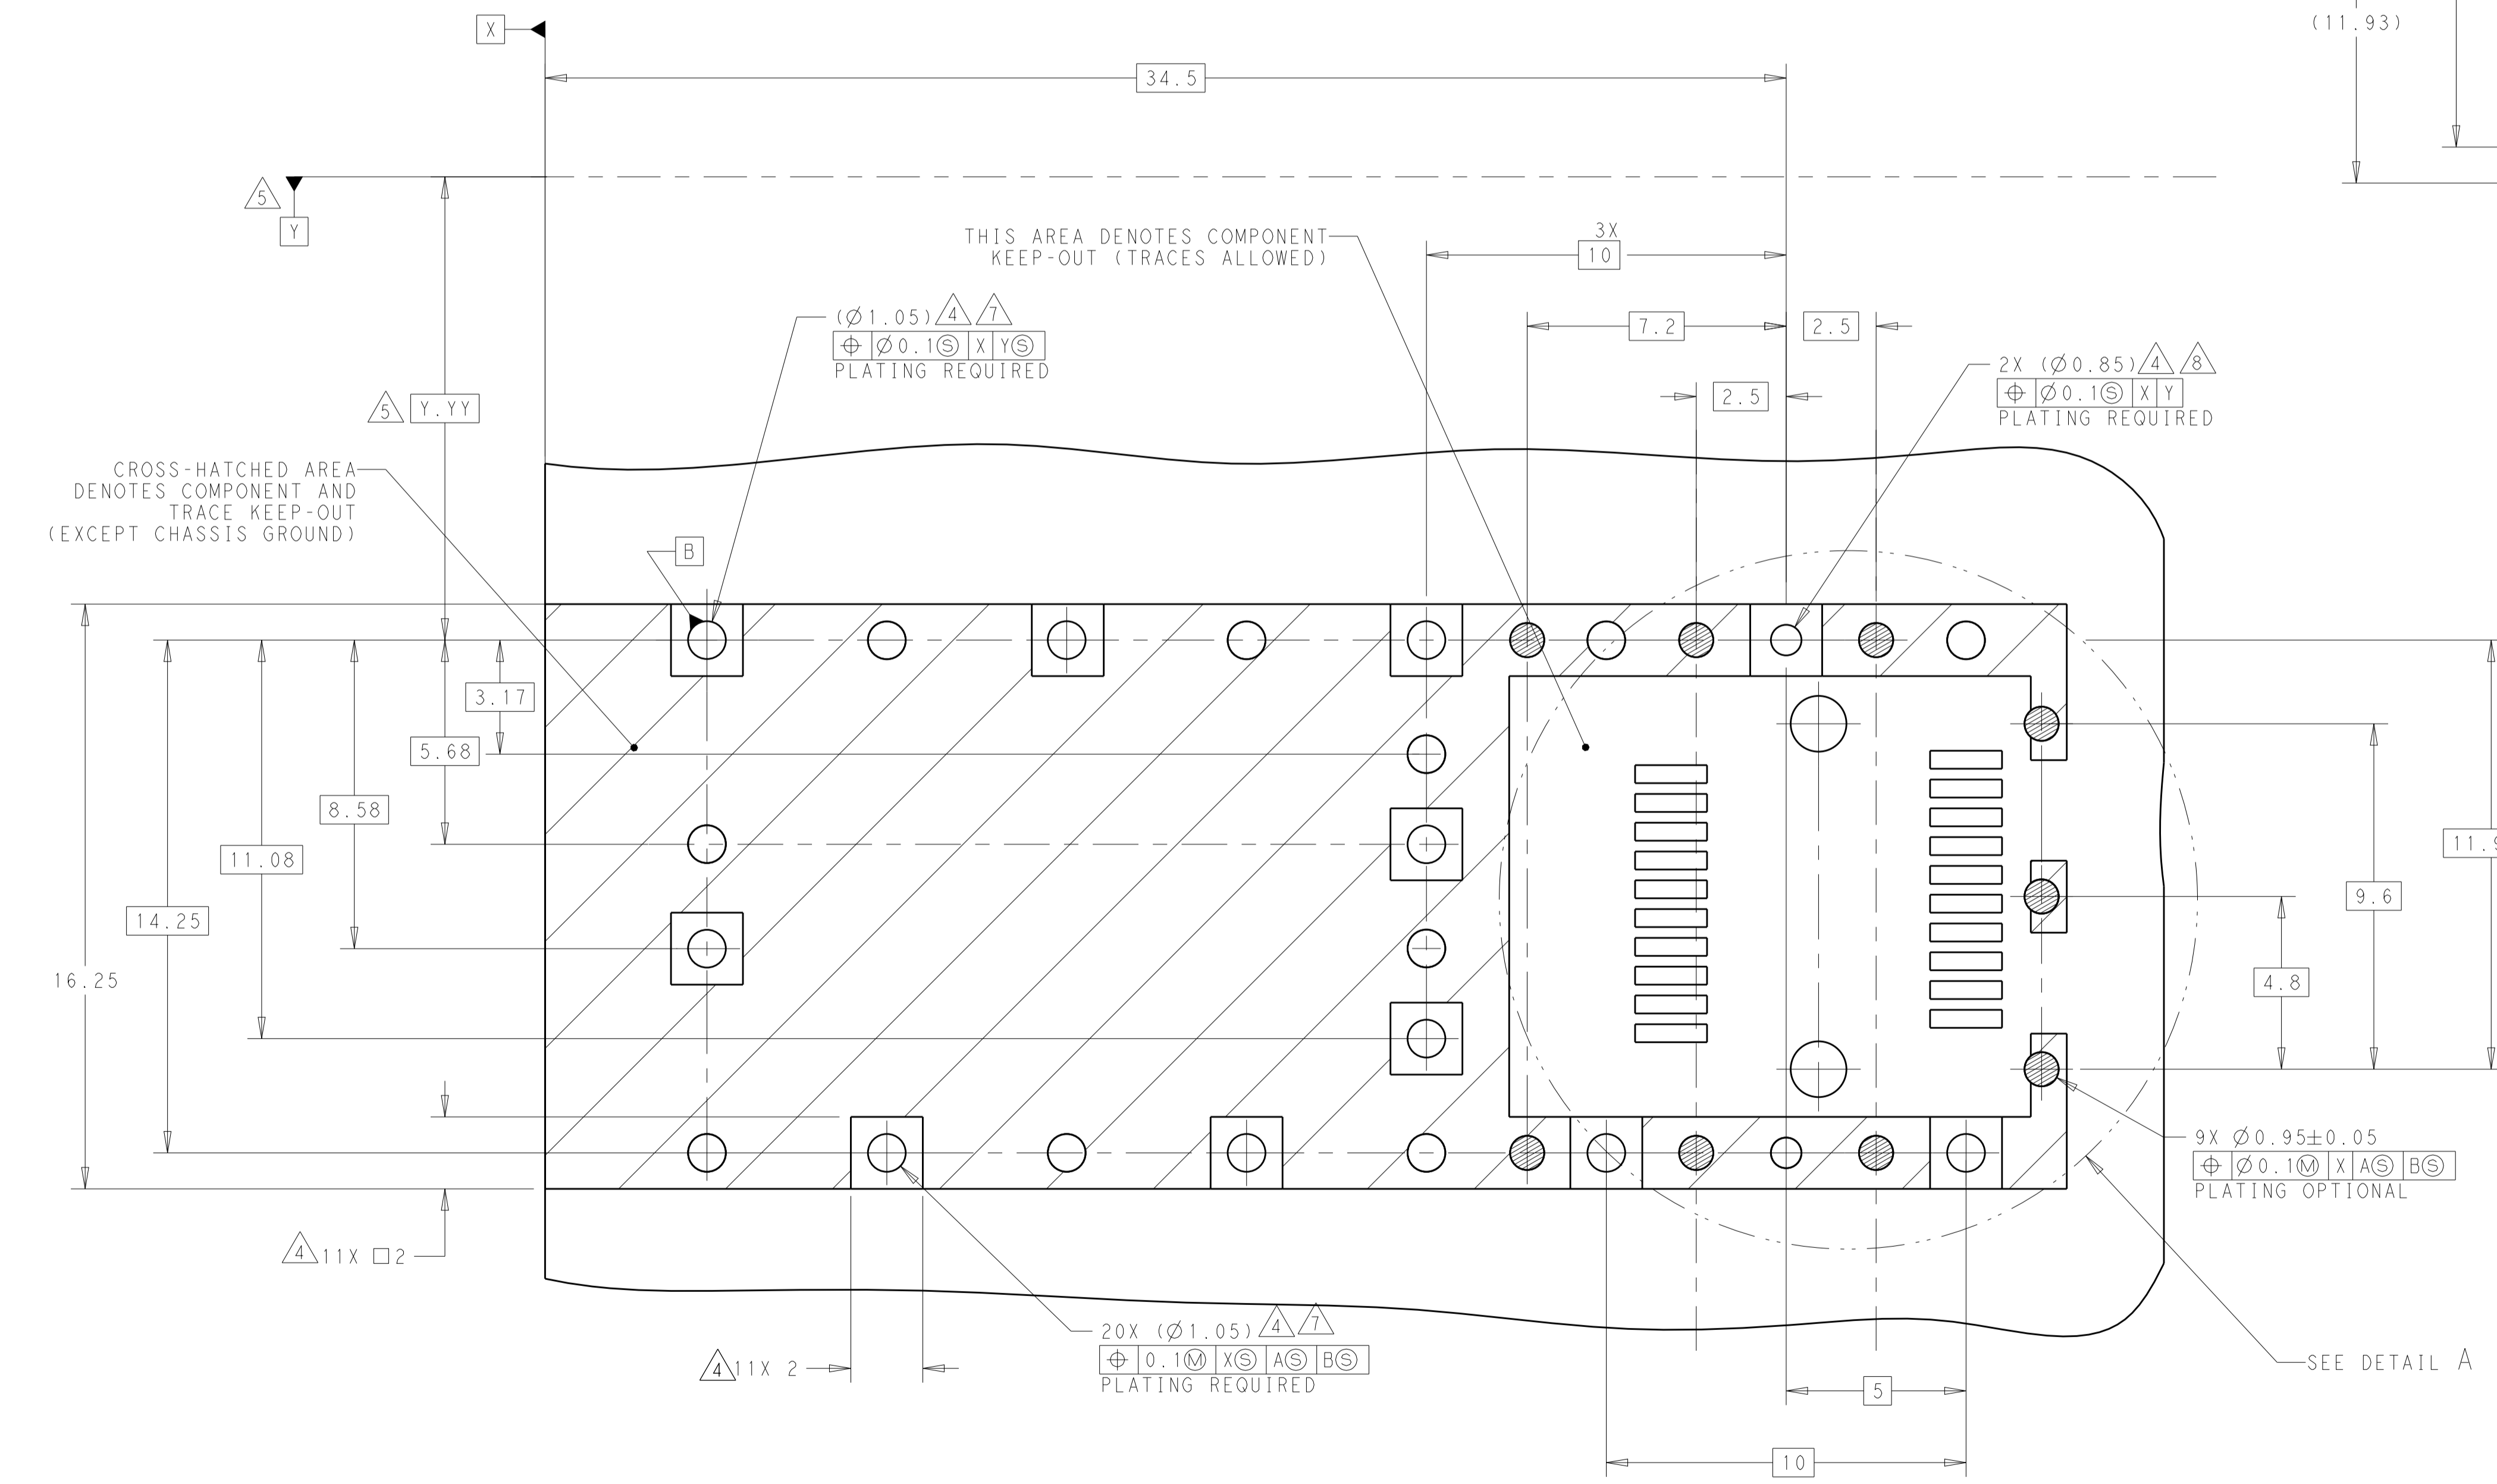 X
(11.93)
34.5
5
Y
THIS AREA DENOTES COMPONENT
KEEP-OUT (TRACES ALLOWED)
3X
10
(Ø1.05) 4 7
⌖ Ø0.1Ⓢ X YⓈ
PLATING REQUIRED
7.2
2.5
2.5
2X (Ø0.85) 4 8
⌖ Ø0.1Ⓢ X Y
PLATING REQUIRED
5 Y.YY
CROSS-HATCHED AREA
DENOTES COMPONENT AND
TRACE KEEP-OUT
(EXCEPT CHASSIS GROUND)
B
3.17
5.68
8.58
11.08
14.25
16.25
9.6
4.8
9X Ø0.95±0.05
⌖ Ø0.1Ⓜ X AⓈ BⓈ
PLATING OPTIONAL
4 11X □2
4 11X 2
20X (Ø1.05) 4 7
⌖ 0.1Ⓜ XⓈ AⓈ BⓈ
PLATING REQUIRED
SEE DETAIL A
5
10